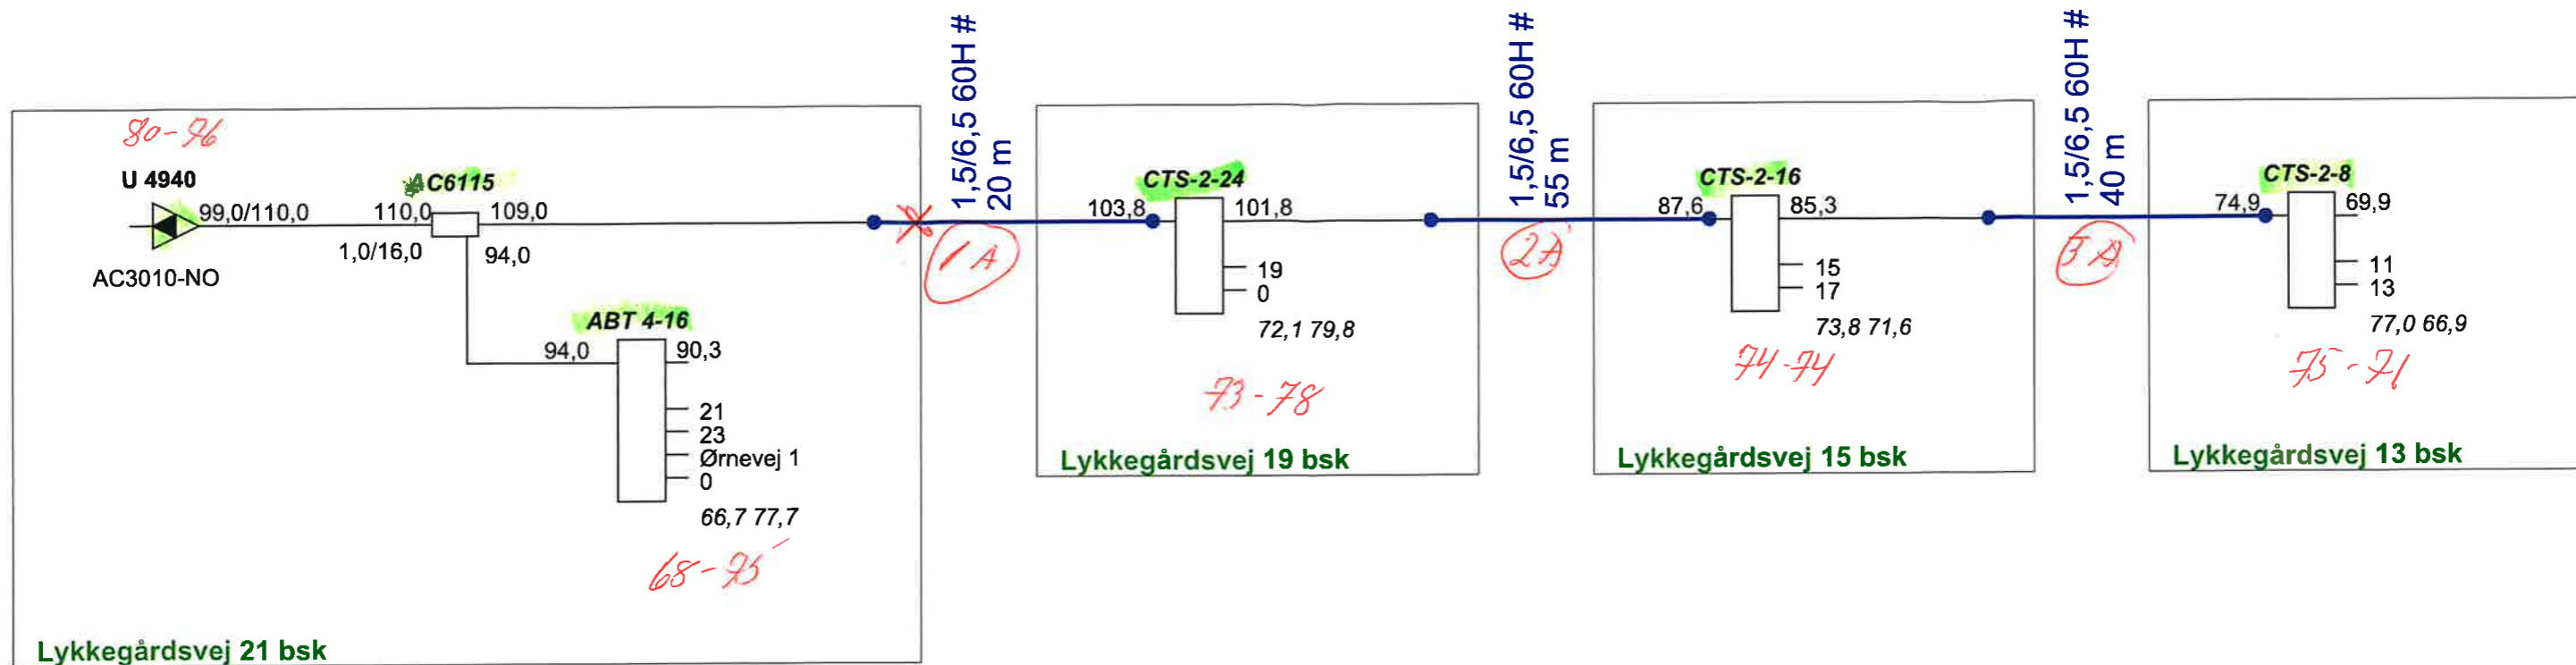 80-96
U 4940
99,0/110,0
AC3010-NO
AC6115
110,0 109,0
1,0/16,0
94,0
ABT 4-16
94,0 90,3
21
23
Ørnevej 1
0
66,7 77,7
68-75
Lykkegårdsvej 21 bsk
1,5/6,5 60H #
20 m
1A
CTS-2-24
103,8 101,8
19
0
72,1 79,8
73-78
Lykkegårdsvej 19 bsk
1,5/6,5 60H #
55 m
2A
CTS-2-16
87,6 85,3
15
17
73,8 71,6
74-74
Lykkegårdsvej 15 bsk
1,5/6,5 60H #
40 m
3A
CTS-2-8
74,9 69,9
11
13
77,0 66,9
75-71
Lykkegårdsvej 13 bsk